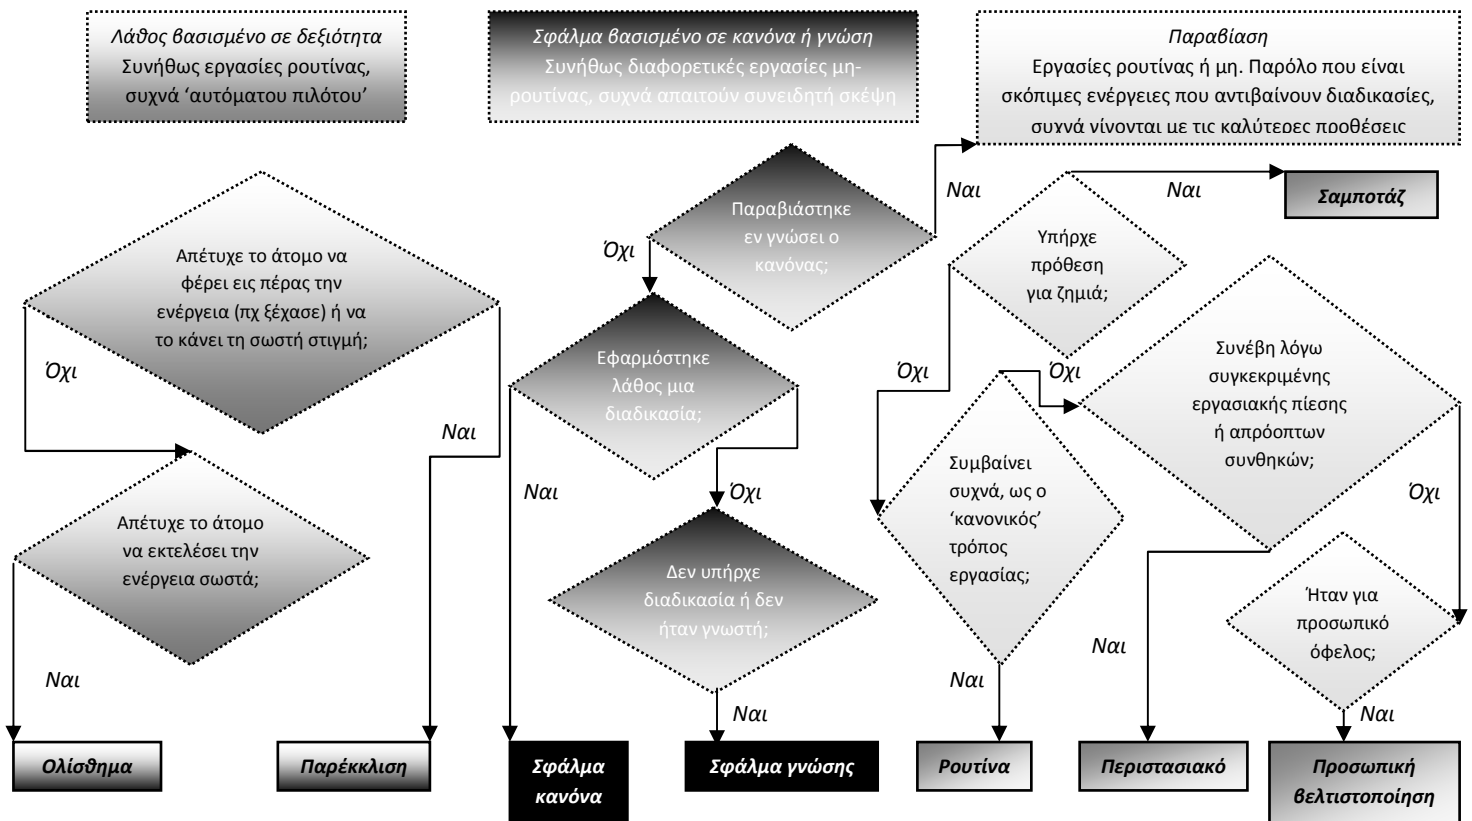 Λάθος βασισμένο σε δεξιότητα
Συνήθως εργασίες ρουτίνας,
συχνά ‘αυτόματου πιλότου’
Σφάλμα βασισμένο σε κανόνα ή γνώση
Συνήθως διαφορετικές εργασίες μη-
ρουτίνας, συχνά απαιτούν συνειδητή σκέψη
Παραβίαση
Εργασίες ρουτίνας ή μη. Παρόλο που είναι
σκόπιμες ενέργειες που αντιβαίνουν διαδικασίες,
συχνά γίνονται με τις καλύτερες προθέσεις
Απέτυχε το άτομο να
φέρει εις πέρας την
ενέργεια (πχ ξέχασε) ή να
το κάνει τη σωστή στιγμή;
Όχι
Ναι
Απέτυχε το άτομο
να εκτελέσει την
ενέργεια σωστά;
Ναι
Ολίσθημα
Παρέκκλιση
Παραβιάστηκε
εν γνώσει ο
κανόνας;
Όχι
Ναι
Εφαρμόστηκε
λάθος μια
διαδικασία;
Ναι
Όχι
Δεν υπήρχε
διαδικασία ή δεν
ήταν γνωστή;
Ναι
Σφάλμα
κανόνα
Σφάλμα γνώσης
Υπήρχε
πρόθεση
για ζημιά;
Ναι
Σαμποτάζ
Όχι
Συμβαίνει
συχνά, ως ο
‘κανονικός’
τρόπος
εργασίας;
Όχι
Ναι
Ρουτίνα
Συνέβη λόγω
συγκεκριμένης
εργασιακής πίεσης
ή απρόοπτων
συνθηκών;
Όχι
Ναι
Περιστασιακό
Ήταν για
προσωπικό
όφελος;
Ναι
Προσωπική
βελτιστοποίηση